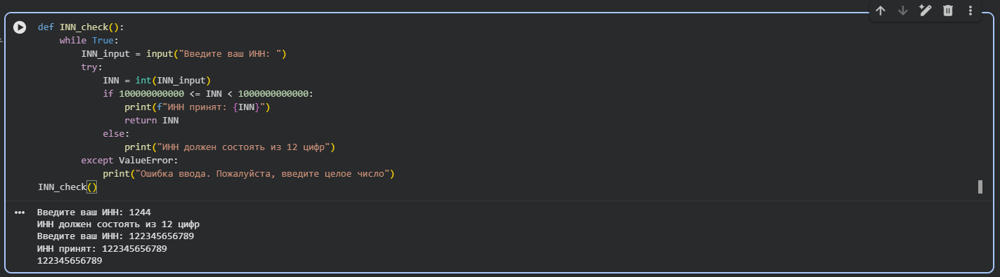 def INN_check():
    while True:
        INN_input = input("Введите ваш ИНН: ")
        try:
            INN = int(INN_input)
            if 100000000000 <= INN < 1000000000000:
                print(f"ИНН принят: {INN}")
                return INN
            else:
                print("ИНН должен состоять из 12 цифр")
        except ValueError:
            print("Ошибка ввода. Пожалуйста, введите целое число")
INN_check()
Введите ваш ИНН: 1244
ИНН должен состоять из 12 цифр
Введите ваш ИНН: 122345656789
ИНН принят: 122345656789
122345656789